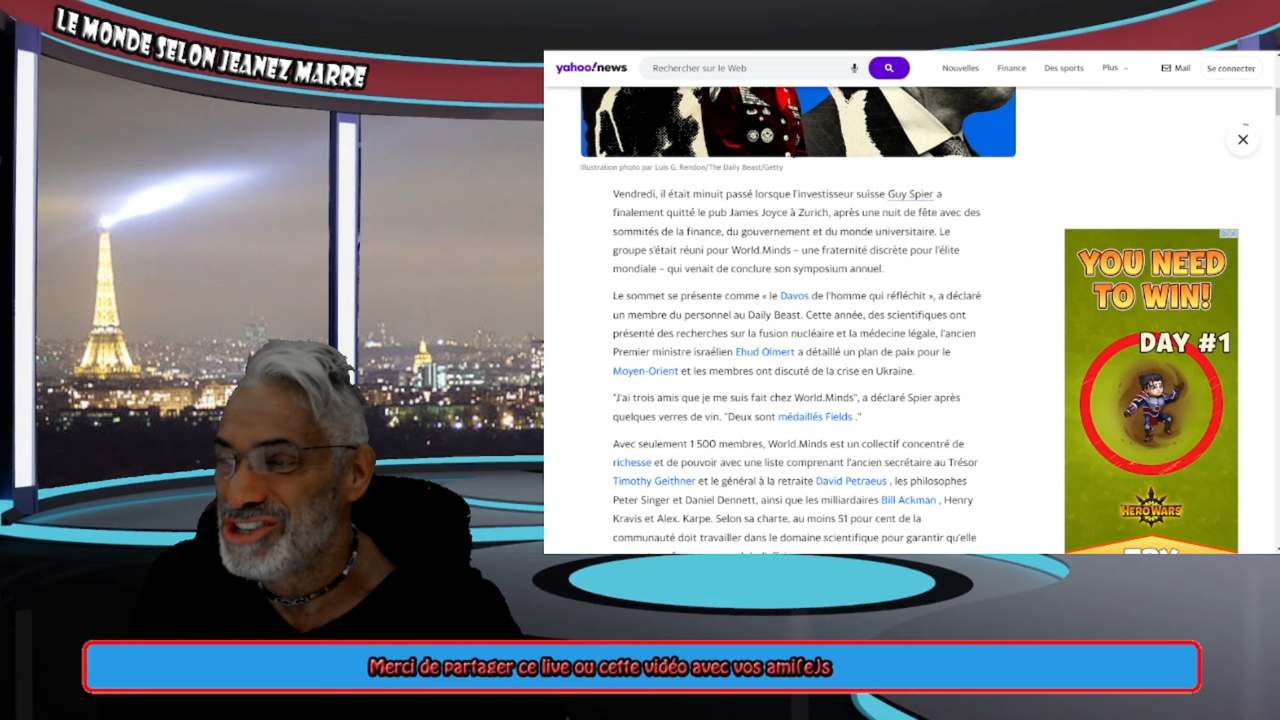 LE MONDE SELON JEANEZ MARRE
yahoo!news
Rechercher sur le Web
Nouvelles
Finance
Des sports
Plus
Mail
Se connecter
Illustration photo par Luis G. Rendon/The Daily Beast/Getty
Vendredi, il était minuit passé lorsque l'investisseur suisse Guy Spier a
finalement quitté le pub James Joyce à Zurich, après une nuit de fête avec des
sommités de la finance, du gouvernement et du monde universitaire. Le
groupe s'était réuni pour World.Minds – une fraternité discrète pour l'élite
mondiale – qui venait de conclure son symposium annuel.
Le sommet se présente comme « le Davos de l'homme qui réfléchit », a déclaré
un membre du personnel au Daily Beast. Cette année, des scientifiques ont
présenté des recherches sur la fusion nucléaire et la médecine légale, l'ancien
Premier ministre israélien Ehud Olmert a détaillé un plan de paix pour le
Moyen-Orient et les membres ont discuté de la crise en Ukraine.
"J'ai trois amis que je me suis fait chez World.Minds", a déclaré Spier après
quelques verres de vin. "Deux sont médaillés Fields ."
Avec seulement 1 500 membres, World.Minds est un collectif concentré de
richesse et de pouvoir avec une liste comprenant l'ancien secrétaire au Trésor
Timothy Geithner et le général à la retraite David Petraeus , les philosophes
Peter Singer et Daniel Dennett, ainsi que les milliardaires Bill Ackman , Henry
Kravis et Alex. Karpe. Selon sa charte, au moins 51 pour cent de la
communauté doit travailler dans le domaine scientifique pour garantir qu'elle
YOU NEED
TO WIN!
DAY #1
HERO WARS
Merci de partager ce live ou cette vidéo avec vos ami(e)s